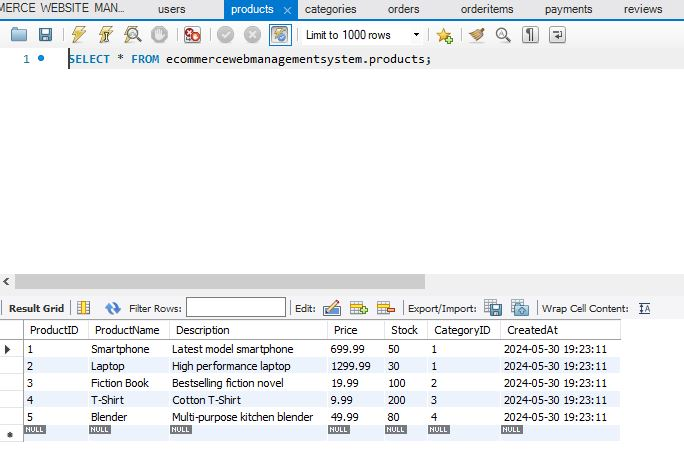 MERCE WEBSITE MAN... users products categories orders orderitems payments reviews
Limit to 1000 rows
1 SELECT * FROM ecommercewebmanagementsystem.products;
Result Grid Filter Rows: Edit: Export/Import: Wrap Cell Content:
ProductID ProductName Description Price Stock CategoryID CreatedAt
1 Smartphone Latest model smartphone 699.99 50 1 2024-05-30 19:23:11
2 Laptop High performance laptop 1299.99 30 1 2024-05-30 19:23:11
3 Fiction Book Bestselling fiction novel 19.99 100 2 2024-05-30 19:23:11
4 T-Shirt Cotton T-Shirt 9.99 200 3 2024-05-30 19:23:11
5 Blender Multi-purpose kitchen blender 49.99 80 4 2024-05-30 19:23:11
NULL NULL NULL NULL NULL NULL NULL